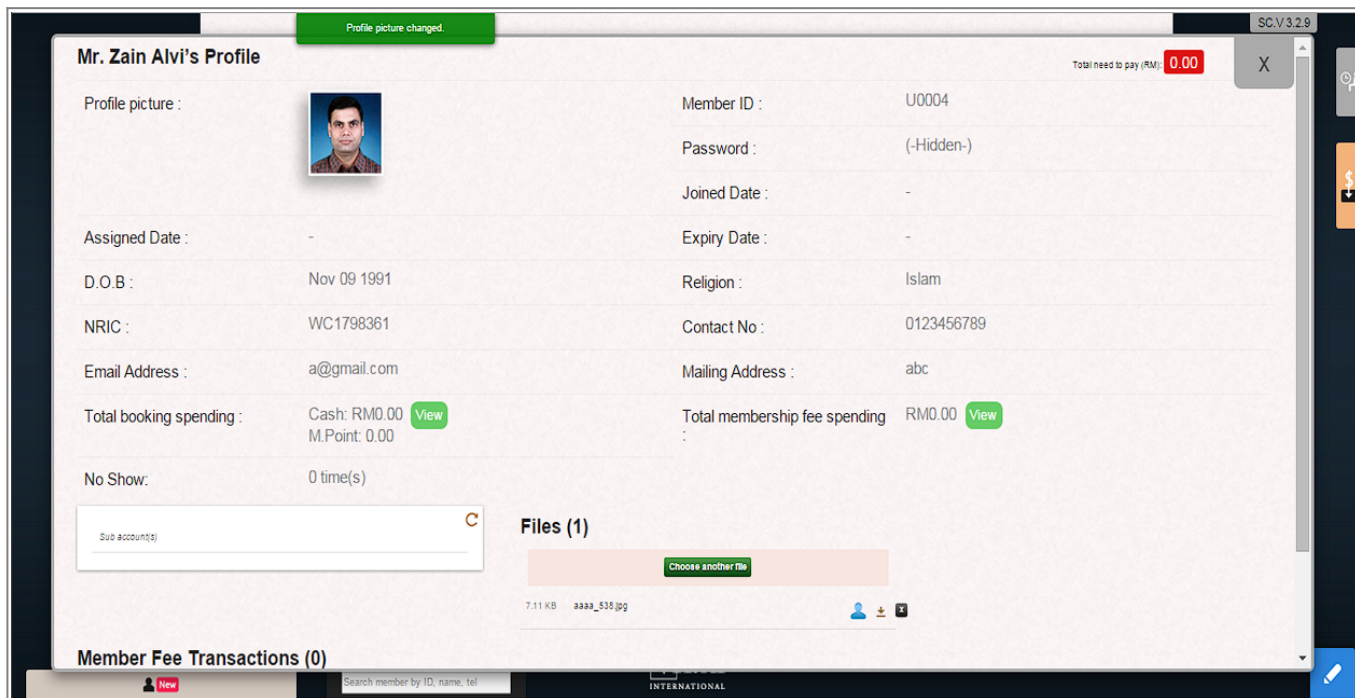 Profile picture changed.
SC.V 3.2.9
Mr. Zain Alvi's Profile
Total need to pay (RM): 0.00
X
Profile picture :
Member ID : U0004
Password : (-Hidden-)
Joined Date : -
Assigned Date : -
Expiry Date : -
D.O.B : Nov 09 1991
Religion : Islam
NRIC : WC1798361
Contact No : 0123456789
Email Address : a@gmail.com
Mailing Address : abc
Total booking spending : Cash: RM0.00 View
M.Point: 0.00
Total membership fee spending RM0.00 View
:
No Show: 0 time(s)
Sub account(s)
Files (1)
Choose another file
7.11 KB aaaa_538.jpg
X
Member Fee Transactions (0)
New
Search member by ID, name, tel
INTERNATIONAL